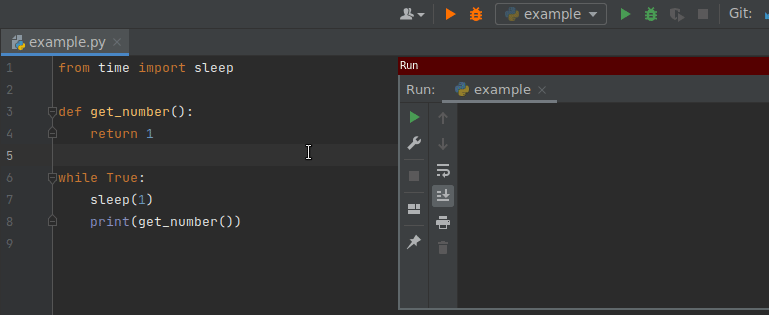 example
Git:
example.py
1 from time import sleep
2
3 def get_number():
4     return 1
5
6 while True:
7     sleep(1)
8     print(get_number())
9
Run
Run: example